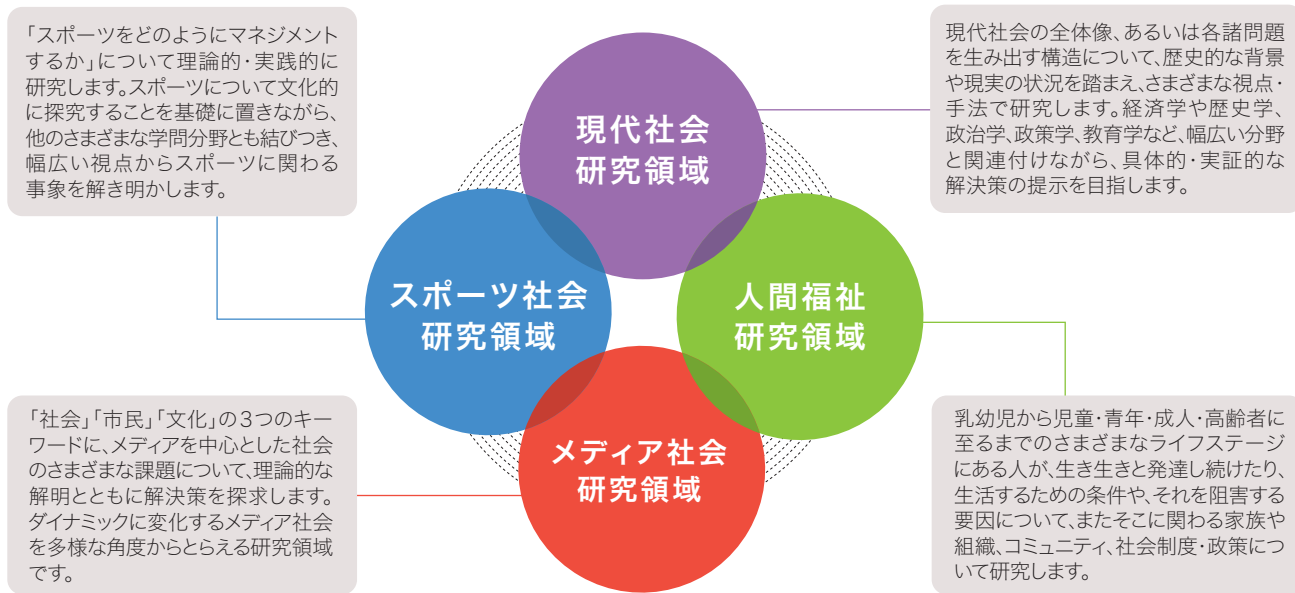 「スポーツをどのようにマネジメント
するか」について理論的・実践的に
研究します。スポーツについて文化的
に探究することを基礎に置きながら、
他のさまざまな学問分野とも結びつき、
幅広い視点からスポーツに関わる
事象を解き明かします。
現代社会の全体像、あるいは各諸問題
を生み出す構造について、歴史的な背景
や現実の状況を踏まえ、さまざまな視点・
手法で研究します。経済学や歴史学、
政治学、政策学、教育学など、幅広い分野
と関連付けながら、具体的・実証的な
解決策の提示を目指します。
現代社会
研究領域
スポーツ社会
研究領域
人間福祉
研究領域
メディア社会
研究領域
「社会」「市民」「文化」の3つのキー
ワードに、メディアを中心とした社会
のさまざまな課題について、理論的な
解明とともに解決策を探求します。
ダイナミックに変化するメディア社会
を多様な角度からとらえる研究領域
です。
乳幼児から児童・青年・成人・高齢者に
至るまでのさまざまなライフステージ
にある人が、生き生きと発達し続けたり、
生活するための条件や、それを阻害する
要因について、またそこに関わる家族や
組織、コミュニティ、社会制度・政策につ
いて研究します。